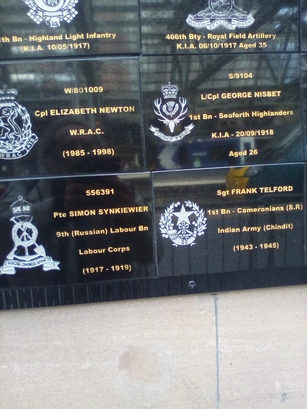 th Bn - Highland Light Infantry
K.I.A. 10/05/1917)
466th Bty - Royal Field Artillery
K.I.A. 06/10/1917 Aged 35
W/801009
Cpl ELIZABETH NEWTON
W.R.A.C.
(1985 - 1998)
W.R.A.C.
S/9104
L/Cpl GEORGE NISBET
1st Bn - Seaforth Highlanders
K.I.A - 20/09/1918
Aged 26
556391
Pte SIMON SYNKIEWIER
9th (Russian) Labour Bn
Labour Corps
(1917 - 1919)
Sgt FRANK TELFORD
1st Bn - Cameronians (S.R)
Indian Army (Chindit)
(1943 - 1945)